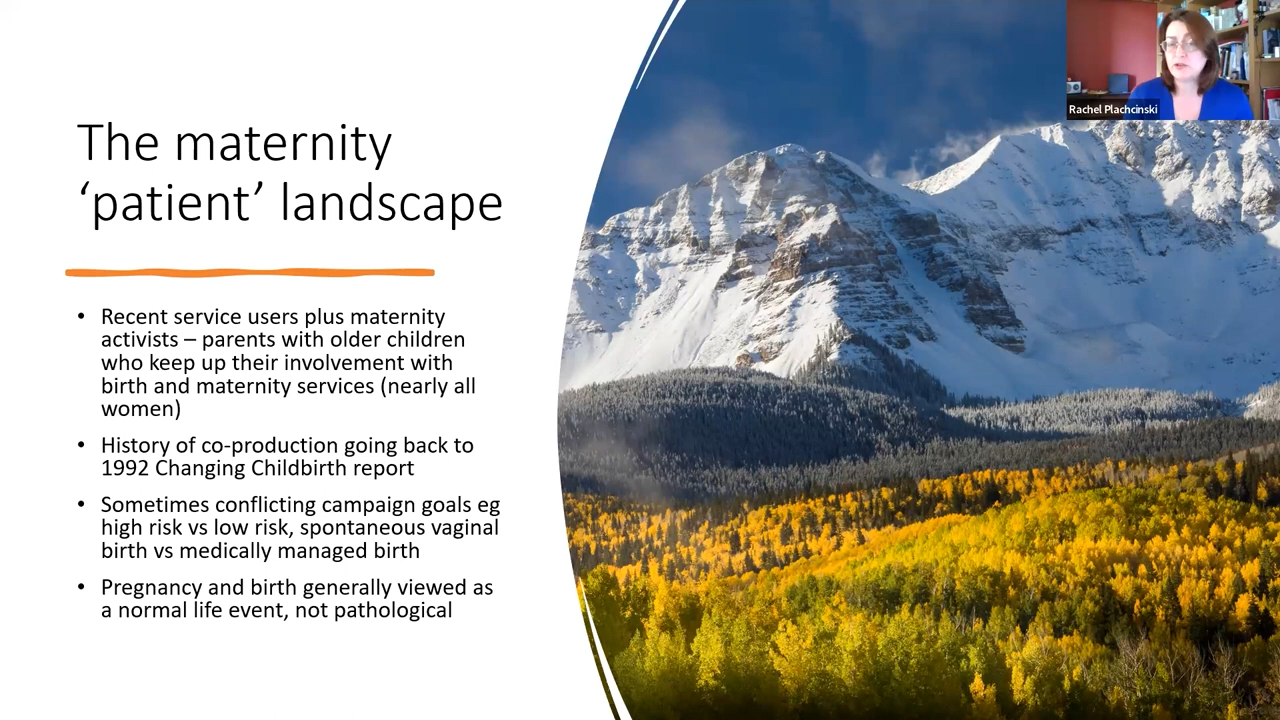 The maternity
‘patient’ landscape
• Recent service users plus maternity
activists – parents with older children
who keep up their involvement with
birth and maternity services (nearly all
women)
• History of co-production going back to
1992 Changing Childbirth report
• Sometimes conflicting campaign goals eg
high risk vs low risk, spontaneous vaginal
birth vs medically managed birth
• Pregnancy and birth generally viewed as
a normal life event, not pathological
Rachel Plachcinski